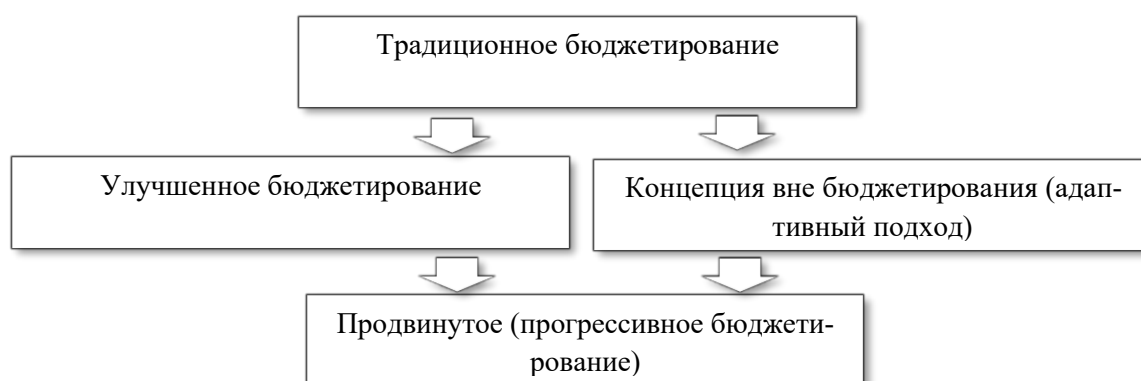 Традиционное бюджетирование
Улучшенное бюджетирование
Концепция вне бюджетирования (адап-
тивный подход)
Продвинутое (прогрессивное бюджети-
рование)